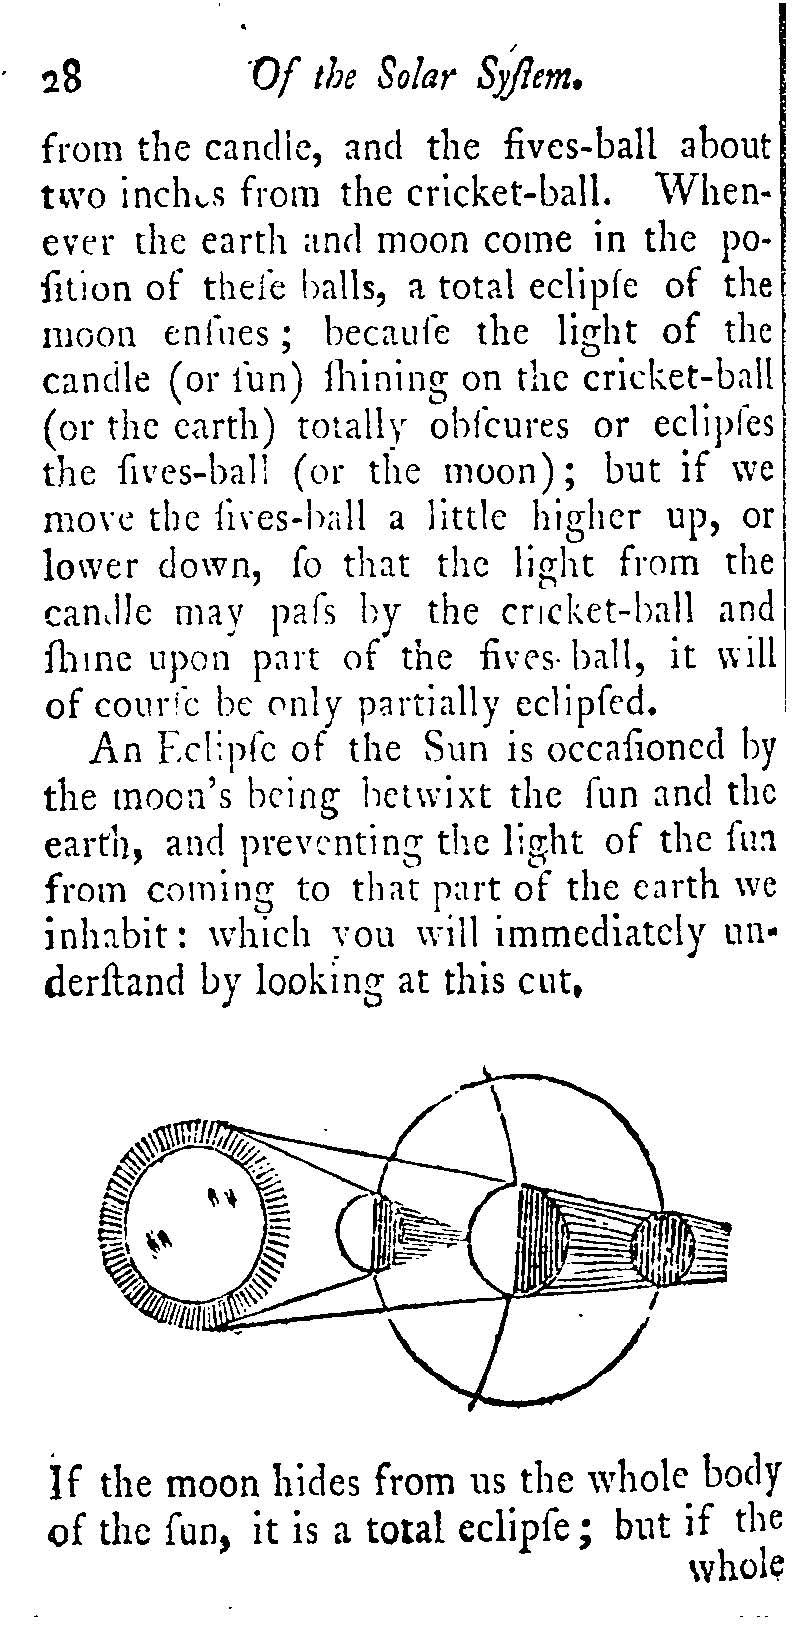 28 Of the Solar Syſtem.
from the candle, and the fives-ball about
two inches from the cricket-ball. When-
ever the earth and moon come in the po-
ſition of theſe balls, a total eclipſe of the
moon enſues; becauſe the light of the
candle (or ſun) ſhining on the cricket-ball
(or the earth) totally obſcures or eclipſes
the fives-ball (or the moon); but if we
move the fives-ball a little higher up, or
lower down, ſo that the light from the
candle may paſs by the cricket-ball and
ſhine upon part of the fives-ball, it will
of courſe be only partially eclipſed.
An Eclipſe of the Sun is occaſioned by
the moon's being betwixt the ſun and the
earth, and preventing the light of the ſun
from coming to that part of the earth we
inhabit: which you will immediately un-
derſtand by looking at this cut.
If the moon hides from us the whole body
of the ſun, it is a total eclipſe; but if the
whole